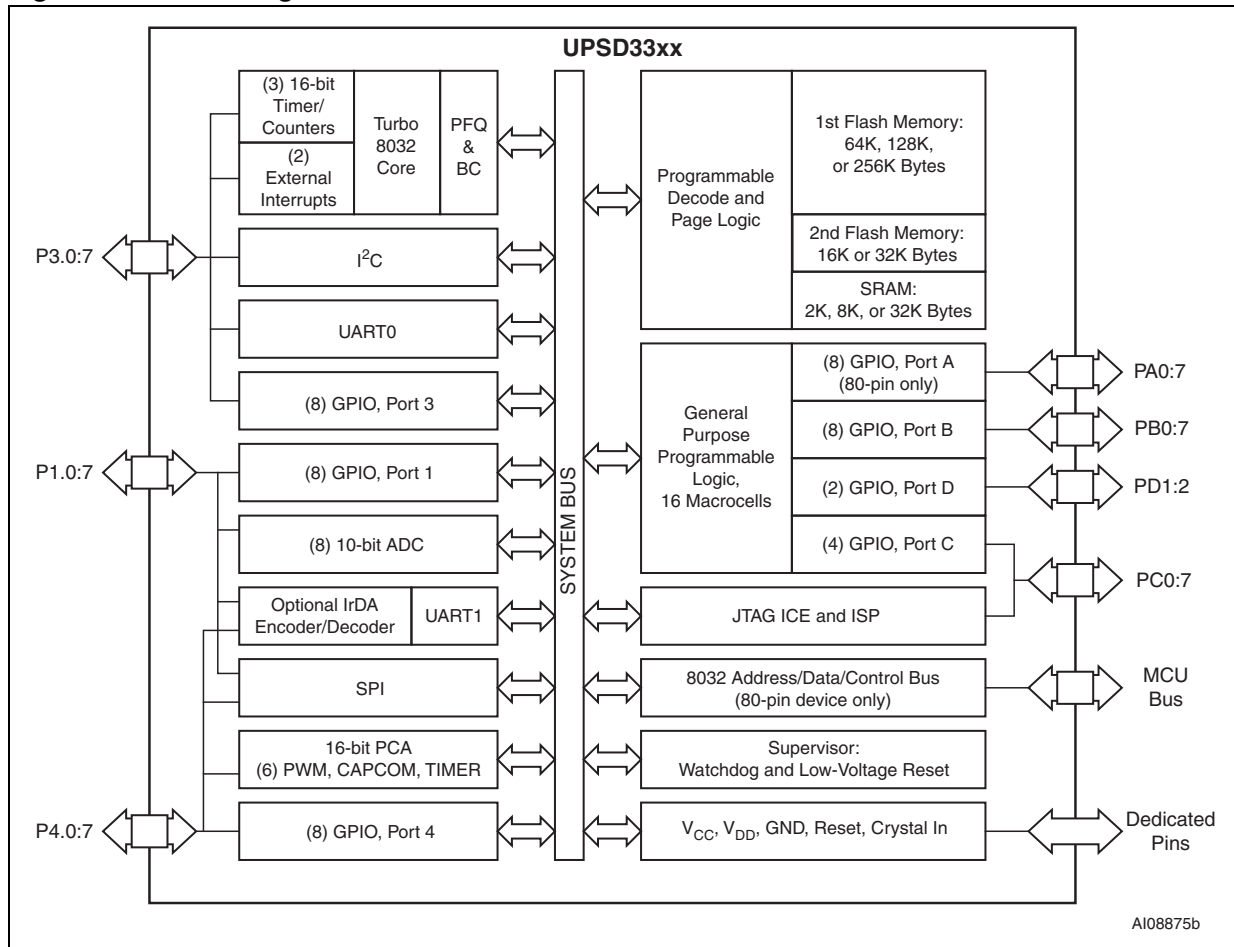 UPSD33xx
(3) 16-bit
Timer/
Counters
(2)
External
Interrupts
Turbo
8032
Core
PFQ
&
BC
P3.0:7
I2C
UART0
(8) GPIO, Port 3
P1.0:7
(8) GPIO, Port 1
(8) 10-bit ADC
Optional IrDA
Encoder/Decoder
UART1
SPI
16-bit PCA
(6) PWM, CAPCOM, TIMER
P4.0:7
(8) GPIO, Port 4
SYSTEM BUS
Programmable
Decode and
Page Logic
1st Flash Memory:
64K, 128K,
or 256K Bytes
2nd Flash Memory:
16K or 32K Bytes
SRAM:
2K, 8K, or 32K Bytes
General
Purpose
Programmable
Logic,
16 Macrocells
(8) GPIO, Port A
(80-pin only)
PA0:7
(8) GPIO, Port B
PB0:7
(2) GPIO, Port D
PD1:2
(4) GPIO, Port C
PC0:7
JTAG ICE and ISP
8032 Address/Data/Control Bus
(80-pin device only)
MCU
Bus
Supervisor:
Watchdog and Low-Voltage Reset
VCC, VDD, GND, Reset, Crystal In
Dedicated
Pins
AI08875b